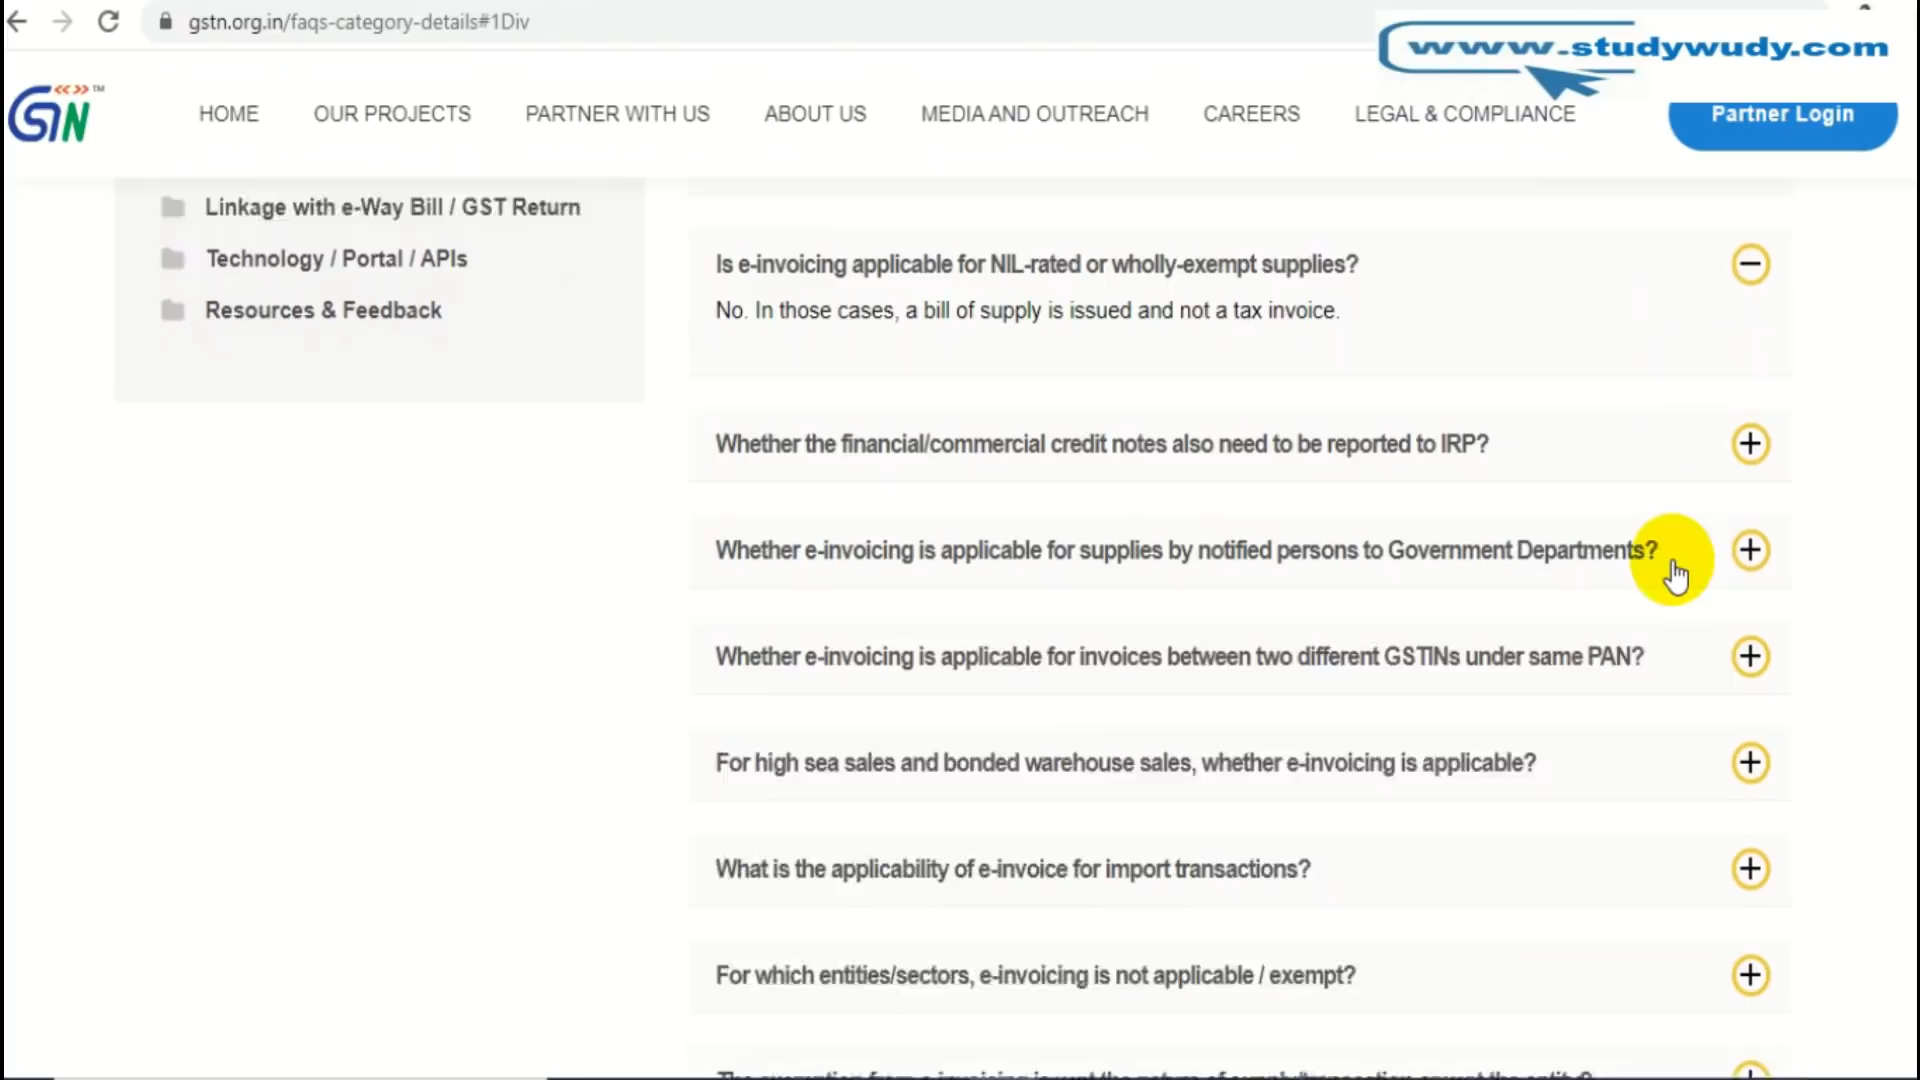 gstn.org.in/faqs-category-details#1Div
www.studywudy.com
GSTN TM
HOME
OUR PROJECTS
PARTNER WITH US
ABOUT US
MEDIA AND OUTREACH
CAREERS
LEGAL & COMPLIANCE
Partner Login
Linkage with e-Way Bill / GST Return
Technology / Portal / APIs
Resources & Feedback
Is e-invoicing applicable for NIL-rated or wholly-exempt supplies?
No. In those cases, a bill of supply is issued and not a tax invoice.
Whether the financial/commercial credit notes also need to be reported to IRP?
Whether e-invoicing is applicable for supplies by notified persons to Government Departments?
Whether e-invoicing is applicable for invoices between two different GSTINs under same PAN?
For high sea sales and bonded warehouse sales, whether e-invoicing is applicable?
What is the applicability of e-invoice for import transactions?
For which entities/sectors, e-invoicing is not applicable / exempt?